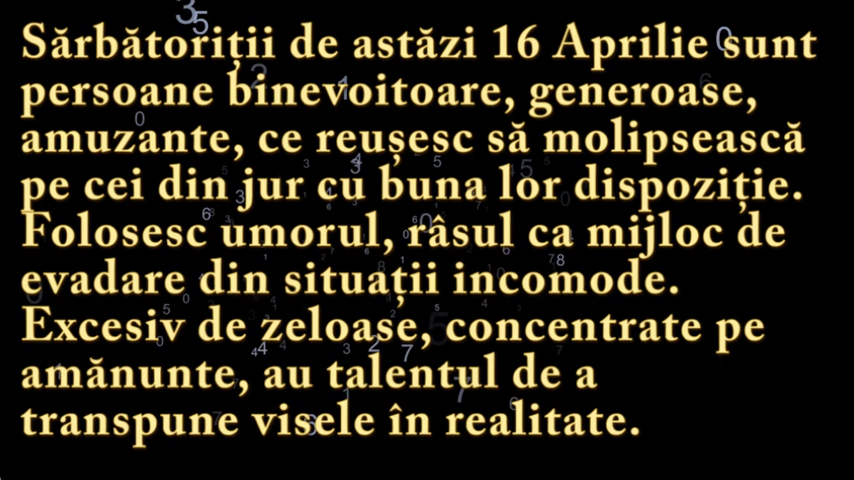 Sărbătoriții de astăzi 16 Aprilie sunt
persoane binevoitoare, generoase,
amuzante, ce reușesc să molipsească
pe cei din jur cu buna lor dispoziție.
Folosesc umorul, râsul ca mijloc de
evadare din situații incomode.
Excesiv de zeloase, concentrate pe
amănunte, au talentul de a
transpune visele în realitate.